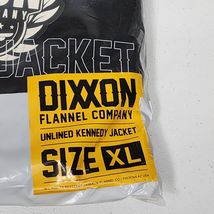 JACKET
DIXXON
FLANNEL COMPANY
UNLINED KENNEDY JACKET
SIZE XL